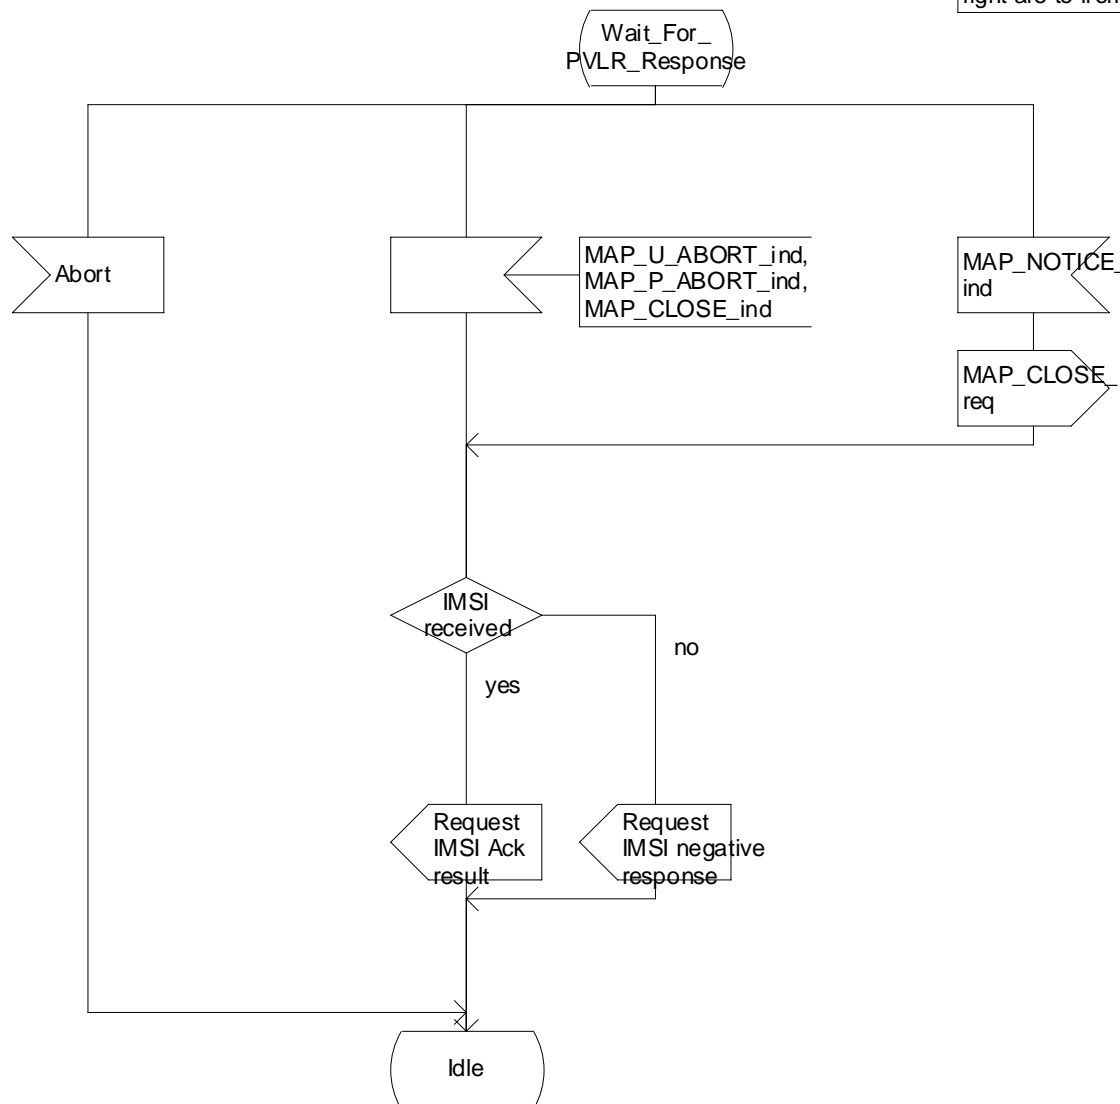 right are to/from
Wait_For_
PVLR_Response
Abort
MAP_U_ABORT_ind,
MAP_P_ABORT_ind,
MAP_CLOSE_ind
MAP_NOTICE_
ind
MAP_CLOSE_
req
IMSI
received
no
yes
Request
IMSI Ack
result
Request
IMSI negative
response
Idle